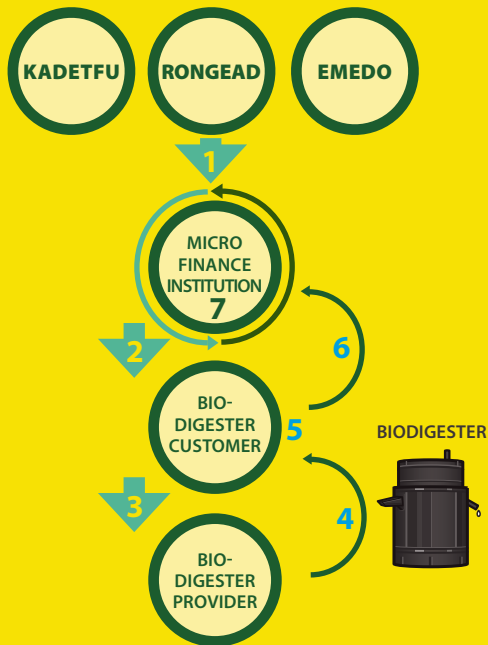 KADETFU
RONGEAD
EMEDO
1
MICRO
FINANCE
INSTITUTION
7
2
6
BIO-
DIGESTER
CUSTOMER
5
BIODIGESTER
3
4
BIO-
DIGESTER
PROVIDER